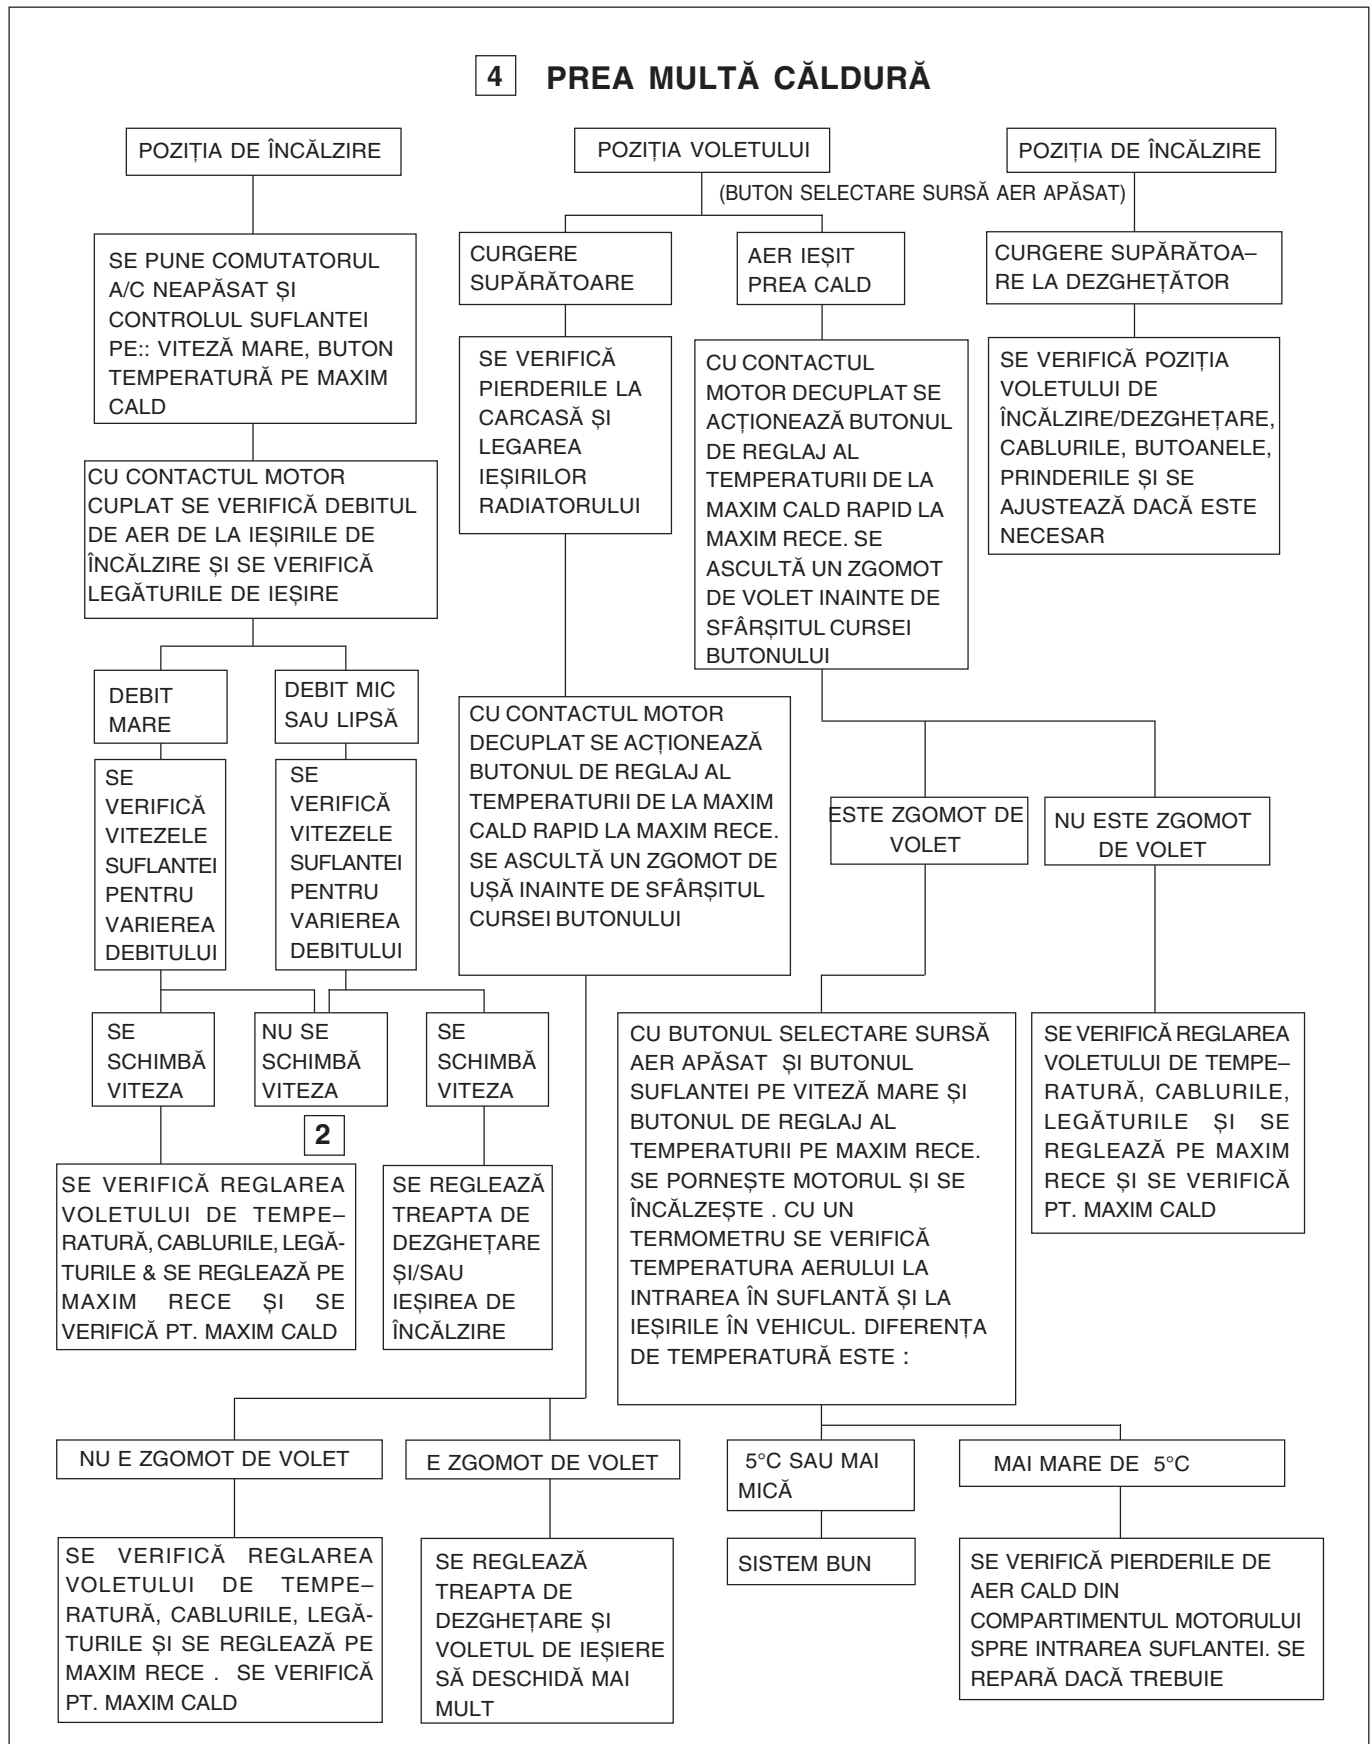 4 PREA MULTĂ CĂLDURĂ
POZIȚIA DE ÎNCĂLZIRE
POZIȚIA VOLETULUI
POZIȚIA DE ÎNCĂLZIRE
(BUTON SELECTARE SURSĂ AER APĂSAT)
SE PUNE COMUTATORUL
A/C NEAPĂSAT ȘI
CONTROLUL SUFLANTEI
PE:: VITEZĂ MARE, BUTON
TEMPERATURĂ PE MAXIM
CALD
CURGERE
SUPĂRĂTOARE
AER IEȘIT
PREA CALD
CURGERE SUPĂRĂTOA–
RE LA DEZGHEȚĂTOR
SE VERIFICĂ
PIERDERILE LA
CARCASĂ ȘI
LEGAREA
IEȘIRILOR
RADIATORULUI
CU CONTACTUL
MOTOR DECUPLAT SE
ACȚIONEAZĂ BUTONUL
DE REGLAJ AL
TEMPERATURII DE LA
MAXIM CALD RAPID LA
MAXIM RECE. SE
ASCULTĂ UN ZGOMOT
DE VOLET INAINTE DE
SFÂRȘITUL CURSEI
BUTONULUI
SE VERIFICĂ POZIȚIA
VOLETULUI DE
ÎNCĂLZIRE/DEZGHEȚARE,
CABLURILE, BUTOANELE,
PRINDERILE ȘI SE
AJUSTEAZĂ DACĂ ESTE
NECESAR
CU CONTACTUL MOTOR
CUPLAT SE VERIFICĂ DEBITUL
DE AER DE LA IEȘIRILE DE
ÎNCĂLZIRE ȘI SE VERIFICĂ
LEGĂTURILE DE IEȘIRE
DEBIT
MARE
DEBIT MIC
SAU LIPSĂ
SE
VERIFICĂ
VITEZELE
SUFLANTEI
PENTRU
VARIEREA
DEBITULUI
SE
VERIFICĂ
VITEZELE
SUFLANTEI
PENTRU
VARIEREA
DEBITULUI
CU CONTACTUL MOTOR
DECUPLAT SE ACȚIONEAZĂ
BUTONUL DE REGLAJ AL
TEMPERATURII DE LA MAXIM
CALD RAPID LA MAXIM RECE.
SE ASCULTĂ UN ZGOMOT DE
UȘĂ INAINTE DE SFÂRȘITUL
CURSEI BUTONULUI
ESTE ZGOMOT DE
VOLET
NU ESTE ZGOMOT
DE VOLET
SE
SCHIMBĂ
VITEZA
NU SE
SCHIMBĂ
VITEZA
SE
SCHIMBĂ
VITEZA
2
CU BUTONUL SELECTARE SURSĂ
AER APĂSAT ȘI BUTONUL
SUFLANTEI PE VITEZĂ MARE ȘI
BUTONUL DE REGLAJ AL
TEMPERATURII PE MAXIM RECE.
SE PORNEȘTE MOTORUL ȘI SE
ÎNCĂLZEȘTE . CU UN
TERMOMETRU SE VERIFICĂ
TEMPERATURA AERULUI LA
INTRAREA ÎN SUFLANTĂ ȘI LA
IEȘIRILE ÎN VEHICUL. DIFERENȚA
DE TEMPERATURĂ ESTE :
SE VERIFICĂ REGLAREA
VOLETULUI DE TEMPE–
RATURĂ, CABLURILE,
LEGĂTURILE ȘI SE
REGLEAZĂ PE MAXIM
RECE ȘI SE VERIFICĂ
PT. MAXIM CALD
SE VERIFICĂ REGLAREA
VOLETULUI DE TEMPE–
RATURĂ, CABLURILE, LEGĂ-
TURILE & SE REGLEAZĂ PE
MAXIM RECE ȘI SE
VERIFICĂ PT. MAXIM CALD
SE REGLEAZĂ
TREAPTA DE
DEZGHEȚARE
ȘI/SAU
IEȘIREA DE
ÎNCĂLZIRE
NU E ZGOMOT DE VOLET
E ZGOMOT DE VOLET
5°C SAU MAI
MICĂ
MAI MARE DE 5°C
SE VERIFICĂ REGLAREA
VOLETULUI DE TEMPE–
RATURĂ, CABLURILE, LEGĂ-
TURILE ȘI SE REGLEAZĂ PE
MAXIM RECE . SE VERIFICĂ
PT. MAXIM CALD
SE REGLEAZĂ
TREAPTA DE
DEZGHEȚARE ȘI
VOLETUL DE IEȘIERE
SĂ DESCHIDĂ MAI
MULT
SISTEM BUN
SE VERIFICĂ PIERDERILE DE
AER CALD DIN
COMPARTIMENTUL MOTORULUI
SPRE INTRAREA SUFLANTEI. SE
REPARĂ DACĂ TREBUIE